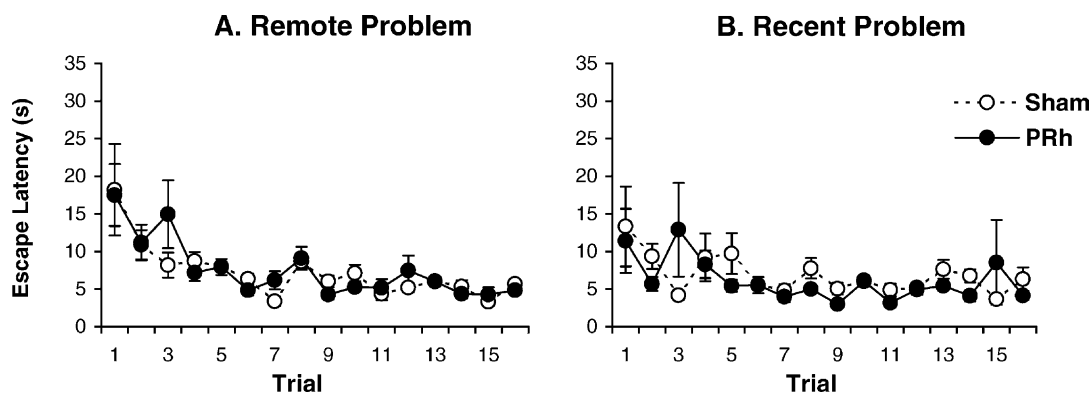 A. Remote Problem
B. Recent Problem
Escape Latency (s)
35
30
25
20
15
10
5
0
1 3 5 7 9 11 13 15
Trial
35
30
25
20
15
10
5
0
1 3 5 7 9 11 13 15
Trial
Sham
PRh